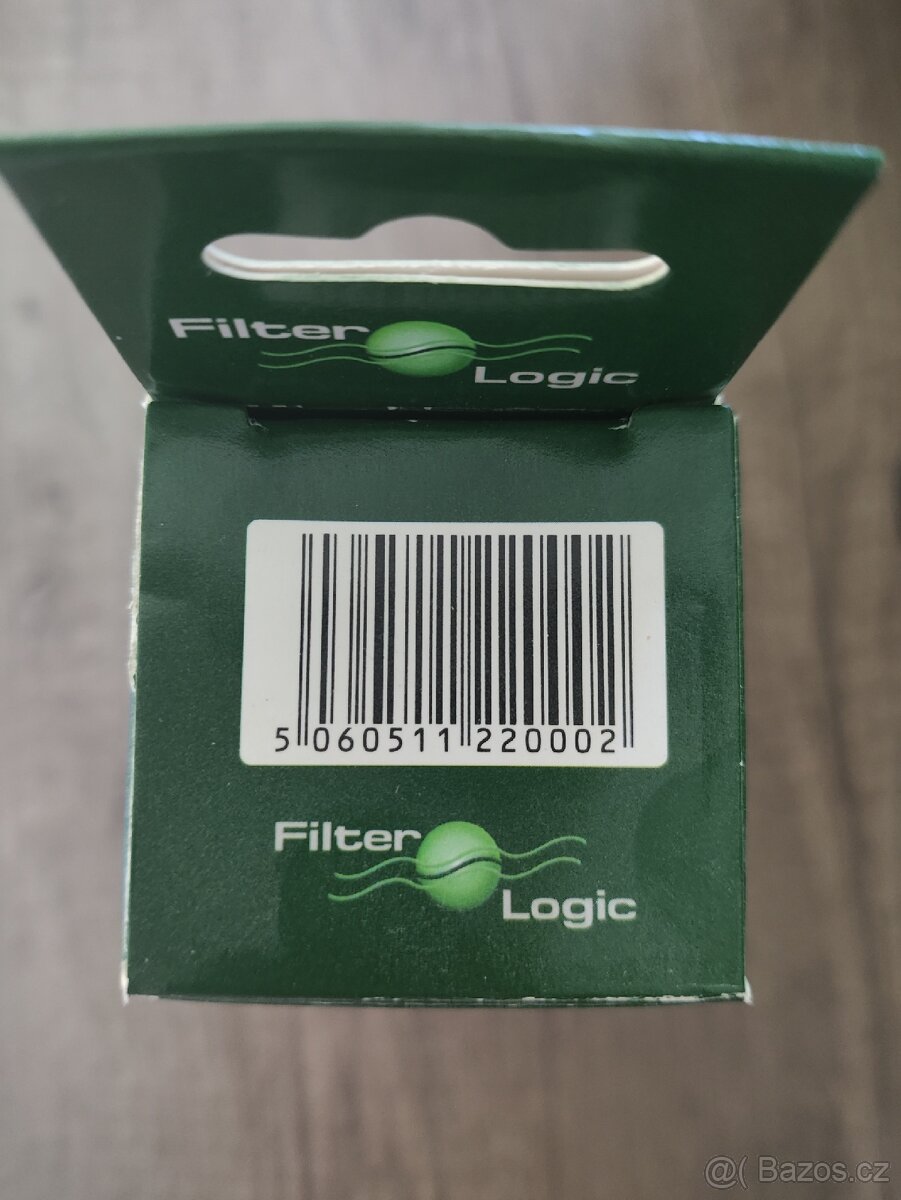 Filter
Logic
5 060511 220002
Filter
Logic
@( Bazos.cz